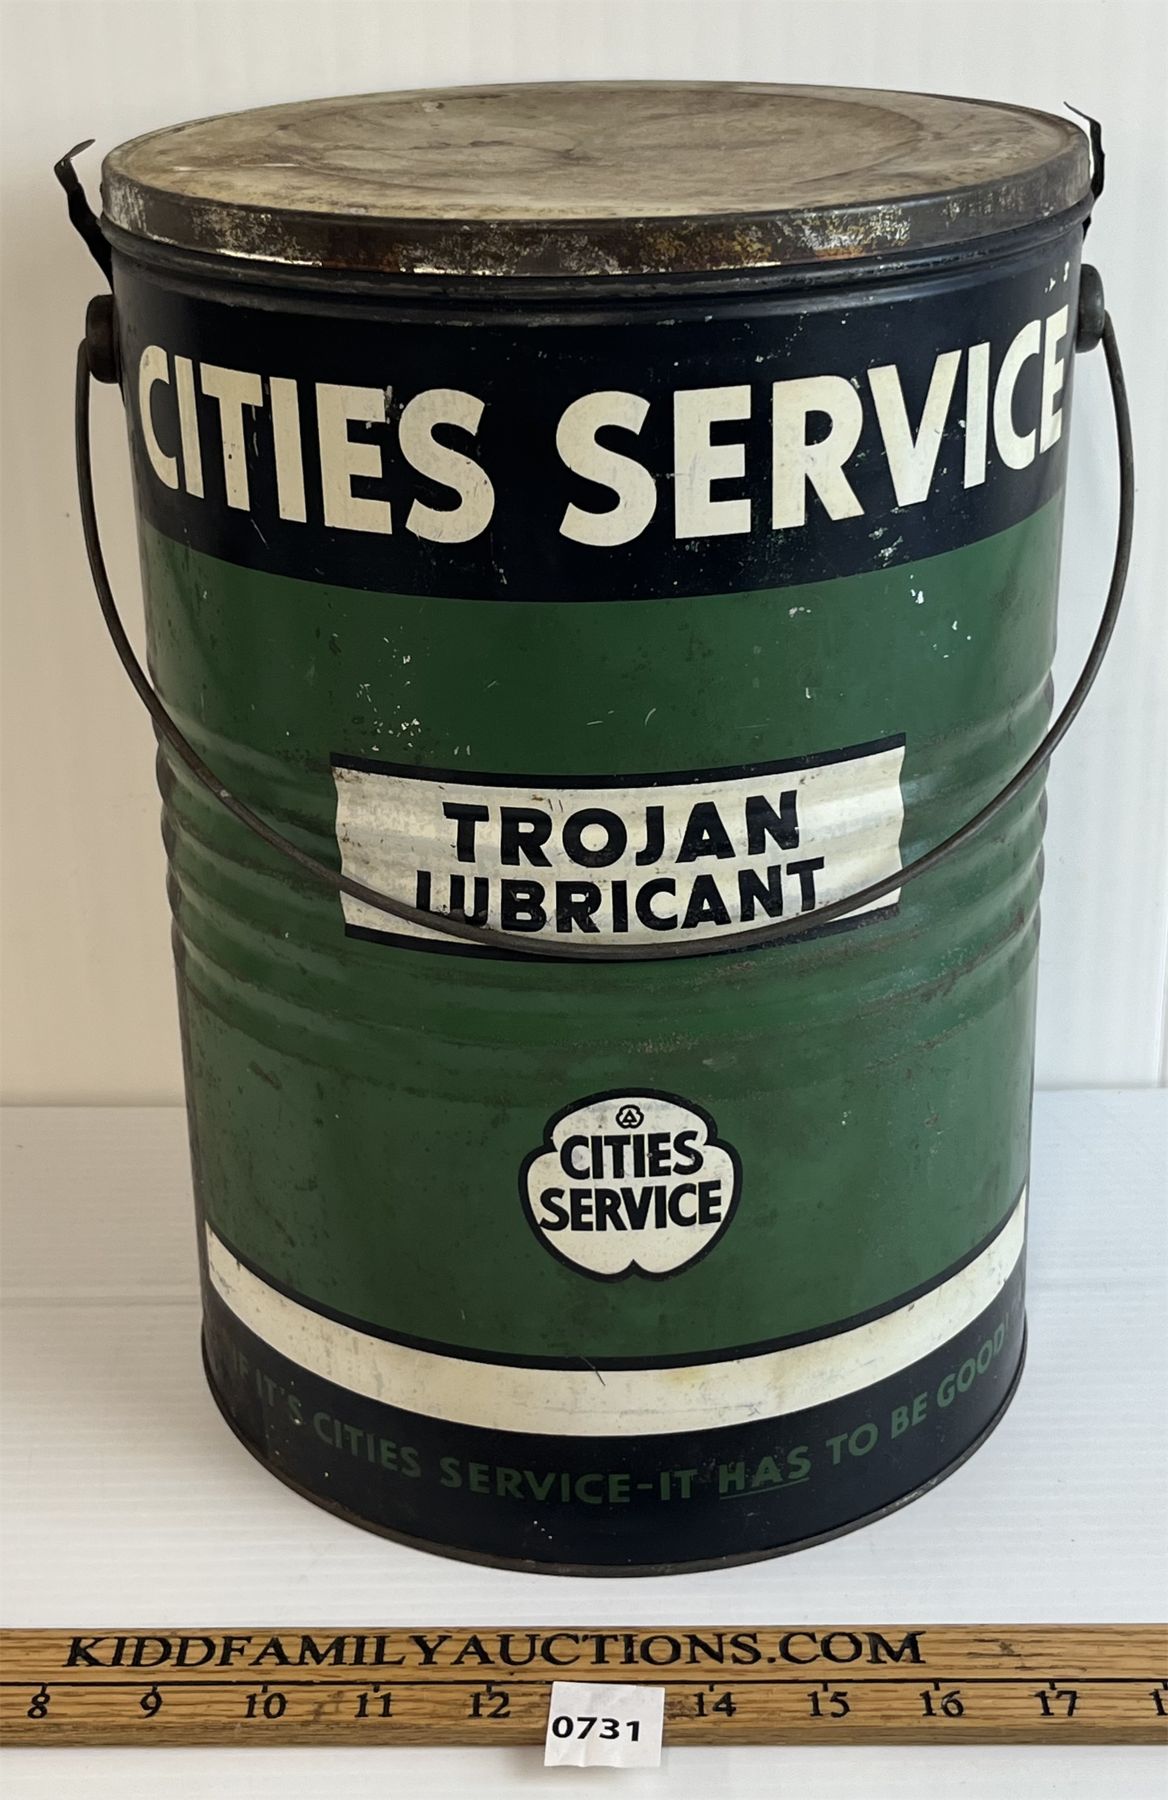 CITIES SERVICE
TROJAN
LUBRICANT
CITIES
SERVICE
IF IT'S CITIES SERVICE-IT HAS TO BE GOOD!
KIDDFAMILYAUCTIONS.COM
8 9 10 11 12 14 15 16 17
0731